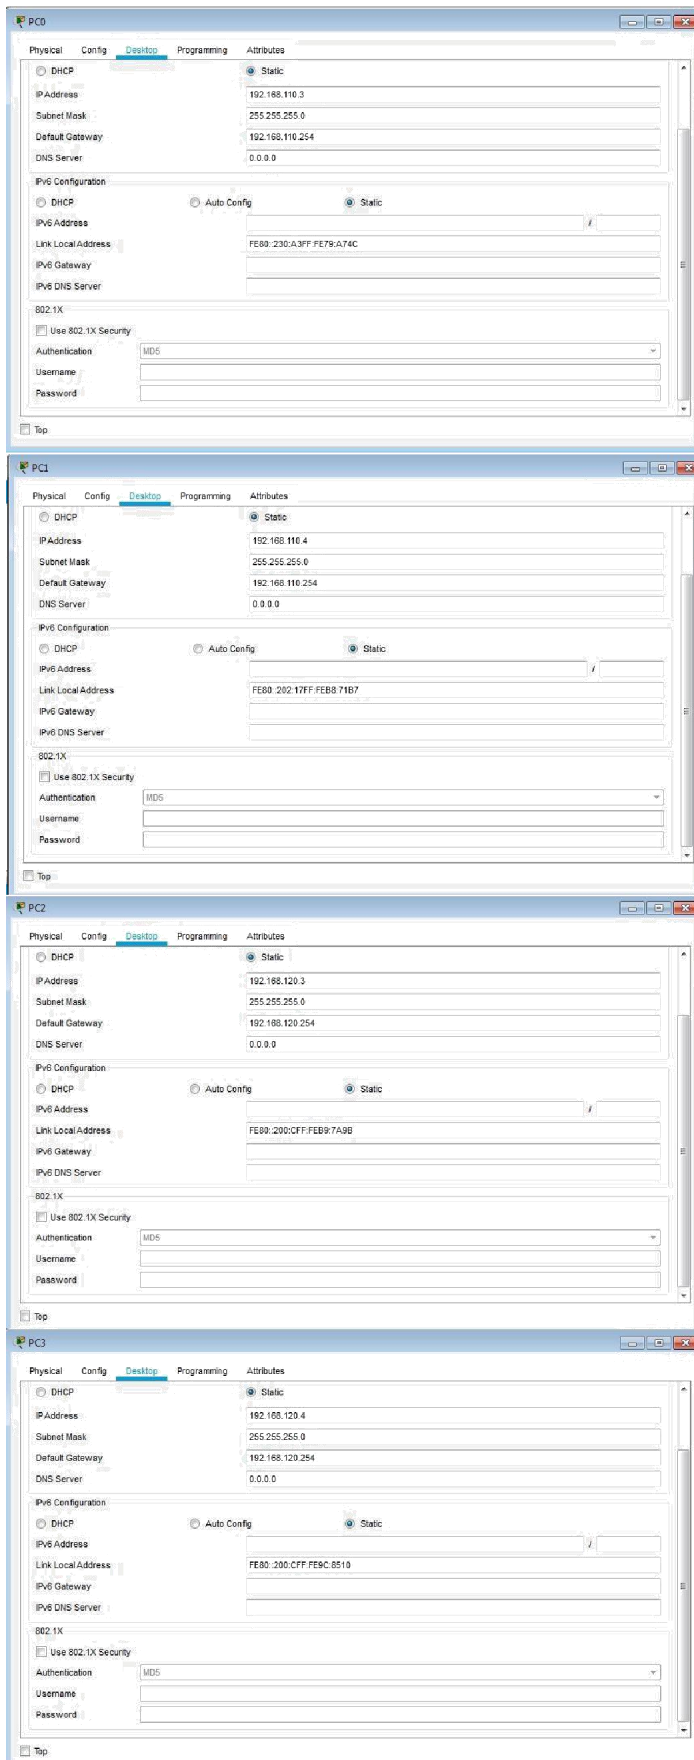 PC0
Physical Config Desktop Programming Attributes
DHCP Static
IP Address 192.168.110.3
Subnet Mask 255.255.255.0
Default Gateway 192.168.110.254
DNS Server 0.0.0.0
IPv6 Configuration
DHCP Auto Config Static
IPv6 Address /
Link Local Address FE80::230:A3FF:FE79:A74C
IPv6 Gateway
IPv6 DNS Server
802.1X
Use 802.1X Security
Authentication MD5
Username
Password
Top
PC1
Physical Config Desktop Programming Attributes
DHCP Static
IP Address 192.168.110.4
Subnet Mask 255.255.255.0
Default Gateway 192.168.110.254
DNS Server 0.0.0.0
IPv6 Configuration
DHCP Auto Config Static
IPv6 Address /
Link Local Address FE80::202:17FF:FEB8:71B7
IPv6 Gateway
IPv6 DNS Server
802.1X
Use 802.1X Security
Authentication MD5
Username
Password
Top
PC2
Physical Config Desktop Programming Attributes
DHCP Static
IP Address 192.168.120.3
Subnet Mask 255.255.255.0
Default Gateway 192.168.120.254
DNS Server 0.0.0.0
IPv6 Configuration
DHCP Auto Config Static
IPv6 Address /
Link Local Address FE80::200:CFF:FEB9:7A9B
IPv6 Gateway
IPv6 DNS Server
802.1X
Use 802.1X Security
Authentication MD5
Username
Password
Top
PC3
Physical Config Desktop Programming Attributes
DHCP Static
IP Address 192.168.120.4
Subnet Mask 255.255.255.0
Default Gateway 192.168.120.254
DNS Server 0.0.0.0
IPv6 Configuration
DHCP Auto Config Static
IPv6 Address /
Link Local Address FE80::200:CFF:FE9C:8510
IPv6 Gateway
IPv6 DNS Server
802.1X
Use 802.1X Security
Authentication MD5
Username
Password
Top